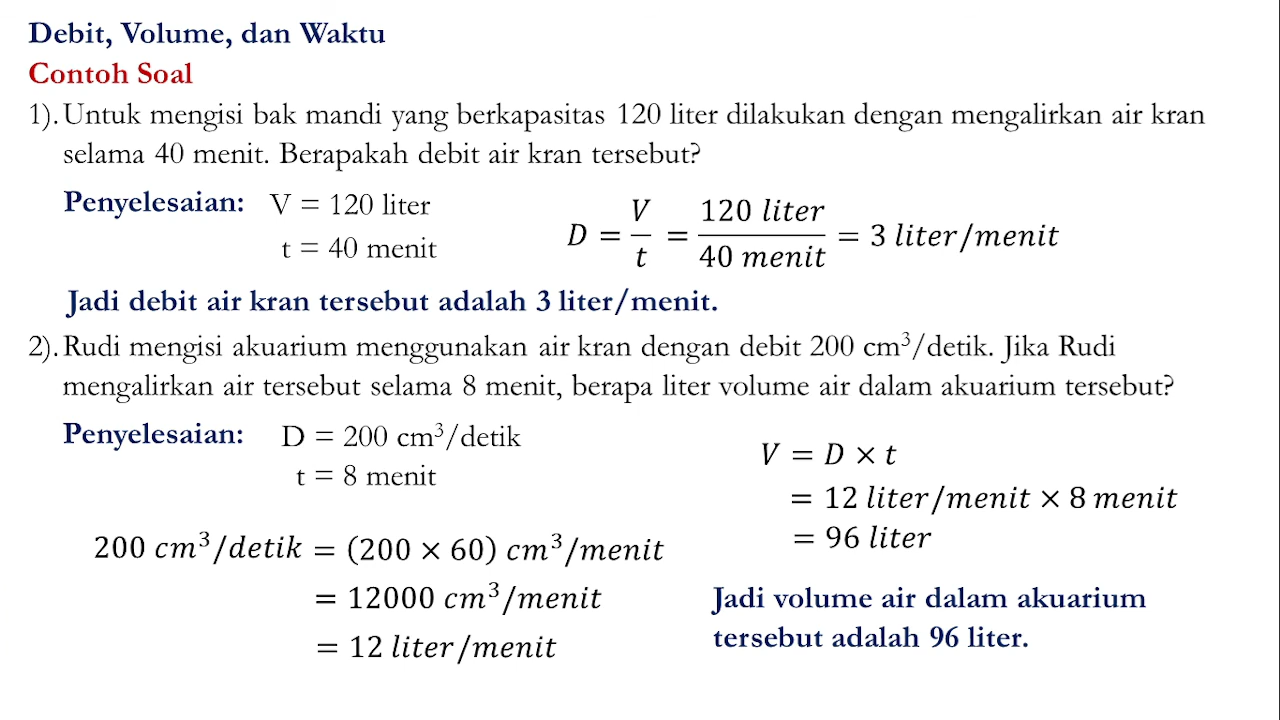 Debit, Volume, dan Waktu
Contoh Soal
1). Untuk mengisi bak mandi yang berkapasitas 120 liter dilakukan dengan mengalirkan air kran
selama 40 menit. Berapakah debit air kran tersebut?
Penyelesaian: V = 120 liter
t = 40 menit
D = V/t = 120 liter/40 menit = 3 liter/menit
Jadi debit air kran tersebut adalah 3 liter/menit.
2). Rudi mengisi akuarium menggunakan air kran dengan debit 200 cm³/detik. Jika Rudi
mengalirkan air tersebut selama 8 menit, berapa liter volume air dalam akuarium tersebut?
Penyelesaian: D = 200 cm³/detik
t = 8 menit
200 cm³/detik = (200 × 60) cm³/menit
= 12000 cm³/menit
= 12 liter/menit
V = D × t
= 12 liter/menit × 8 menit
= 96 liter
Jadi volume air dalam akuarium
tersebut adalah 96 liter.